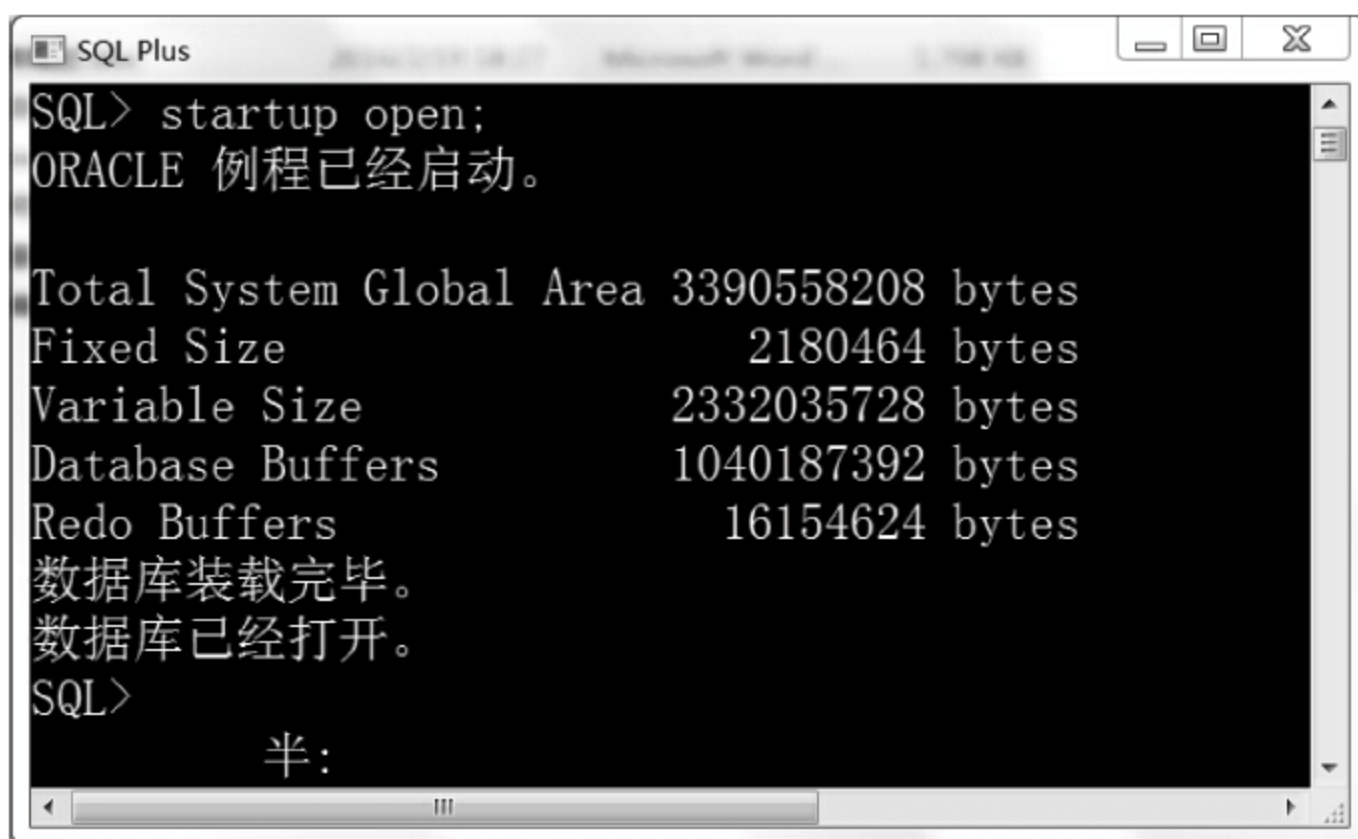 SQL Plus
SQL> startup open;
ORACLE 例程已经启动。
Total System Global Area 3390558208 bytes
Fixed Size 2180464 bytes
Variable Size 2332035728 bytes
Database Buffers 1040187392 bytes
Redo Buffers 16154624 bytes
数据库装载完毕。
数据库已经打开。
SQL>
半: